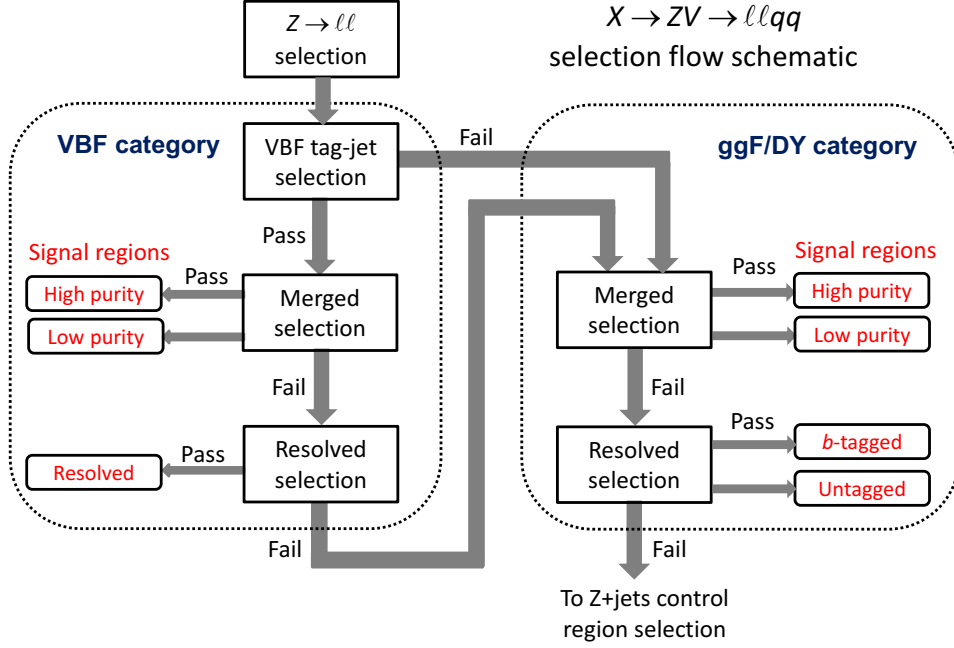 Z → ℓℓ
selection
X → ZV → ℓℓqq
selection flow schematic
VBF category
VBF tag-jet
selection
Fail
ggF/DY category
Pass
Signal regions
Pass
High purity
Low purity
Merged
selection
Fail
Pass
Resolved
Resolved
selection
Fail
Merged
selection
Pass
Signal regions
High purity
Low purity
Fail
Resolved
selection
Pass
b-tagged
Untagged
Fail
To Z+jets control
region selection